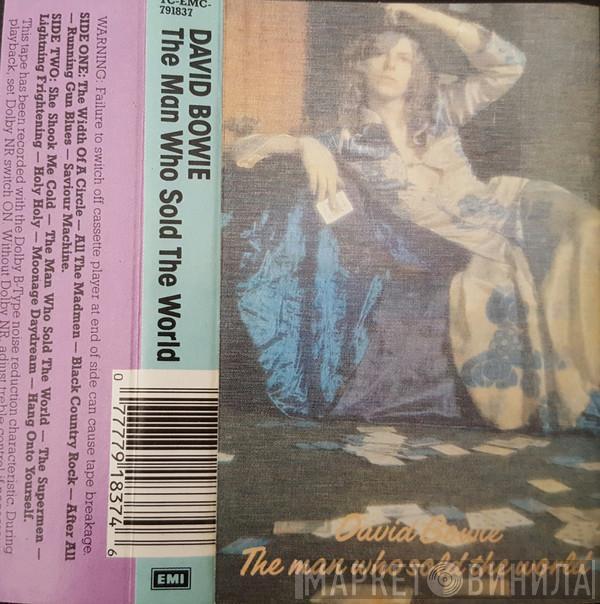 TC-EMC-
791837
DAVID BOWIE
The Man Who Sold The World
0 77779 18374 6
EMI
WARNING: Failure to switch off cassette player at end of side can cause tape breakage.
SIDE ONE: The Width Of A Circle — All The Madmen — Black Country Rock — After All
— Running Gun Blues — Saviour Machine.
SIDE TWO: She Shook Me Cold — The Man Who Sold The World — The Supermen —
Lightning Frightening — Holy Holy — Moonage Daydream — Hang Onto Yourself.
This tape has been recorded with the Dolby B-Type noise reduction characteristic. During
playback, set Dolby NR switch ON. Without Dolby NR, adjust treble control if
David Bowie
The man who sold the world
МАРКЕТ ВИНИЛА